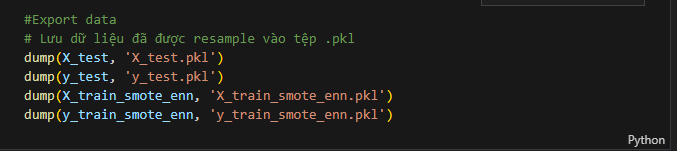 #Export data
# Lưu dữ liệu đã được resample vào tệp .pkl
dump(X_test, 'X_test.pkl')
dump(y_test, 'y_test.pkl')
dump(X_train_smote_enn, 'X_train_smote_enn.pkl')
dump(y_train_smote_enn, 'y_train_smote_enn.pkl')
Python